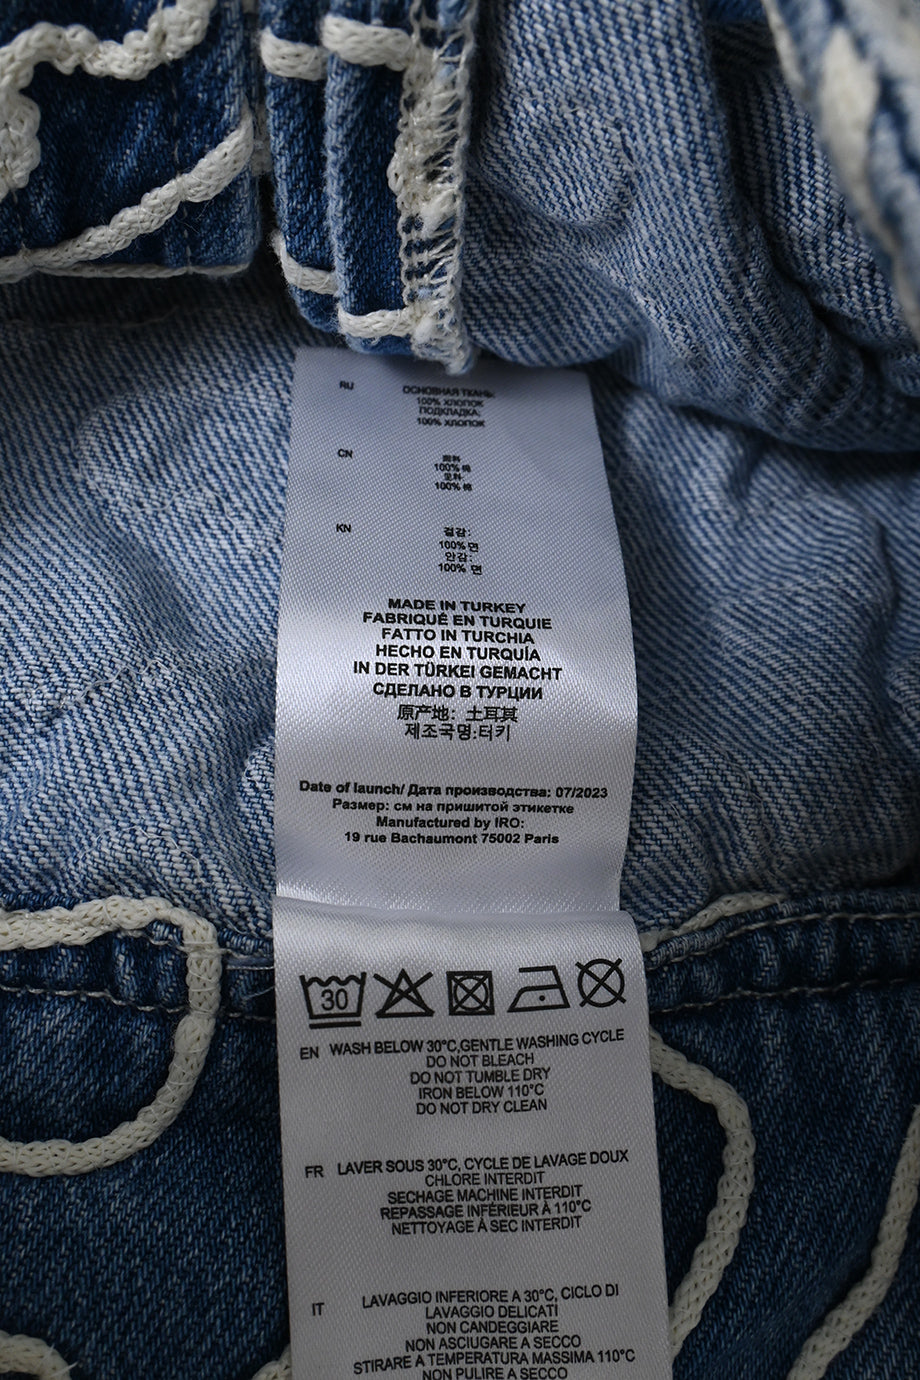 RU ОСНОВНАЯ ТКАНЬ:
100% ХЛОПОК
ПОДКЛАДКА:
100% ХЛОПОК
CN 面料:
100% 棉
里料:
100% 棉
KN 겉감:
100% 면
안감:
100% 면
MADE IN TURKEY
FABRIQUÉ EN TURQUIE
FATTO IN TURCHIA
HECHO EN TURQUÍA
IN DER TÜRKEI GEMACHT
СДЕЛАНО В ТУРЦИИ
原产地: 土耳其
제조국명:터키
Date of launch/ Дата производства: 07/2023
Размер: см на пришитой этикетке
Manufactured by IRO:
19 rue Bachaumont 75002 Paris
30
EN WASH BELOW 30°C,GENTLE WASHING CYCLE
DO NOT BLEACH
DO NOT TUMBLE DRY
IRON BELOW 110°C
DO NOT DRY CLEAN
FR LAVER SOUS 30°C, CYCLE DE LAVAGE DOUX
CHLORE INTERDIT
SECHAGE MACHINE INTERDIT
REPASSAGE INFÉRIEUR À 110°C
NETTOYAGE À SEC INTERDIT
IT LAVAGGIO INFERIORE A 30°C, CICLO DI
LAVAGGIO DELICATI
NON CANDEGGIARE
NON ASCIUGARE A SECCO
STIRARE A TEMPERATURA MASSIMA 110°C
NON PULIRE A SECCO